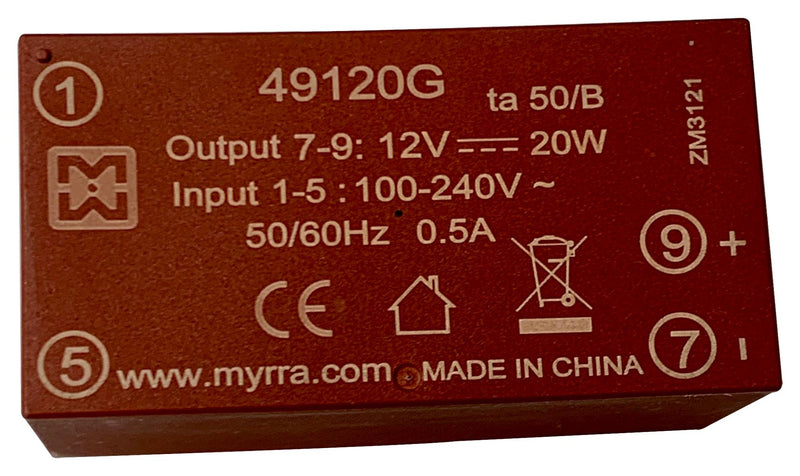 1
49120G
ta 50/B
ZM3121
Output 7-9: 12V ⎓ 20W
Input 1-5 : 100-240V ~
50/60Hz 0.5A
9 +
CE
7 -
5
www.myrra.com MADE IN CHINA